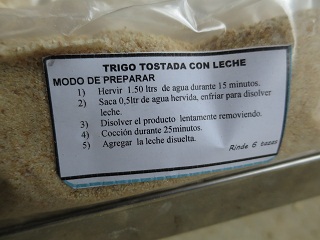 TRIGO TOSTADA CON LECHE
MODO DE PREPARAR
1) Hervir 1.50 ltrs de agua durante 15 minutos.
2) Saca 0,5ltr de agua hervida, enfriar para disolver
leche.
3) Disolver el producto lentamente removiendo.
4) Cocción durante 25minutos.
5) Agregar la leche disuelta.
Rinde 6 tazas